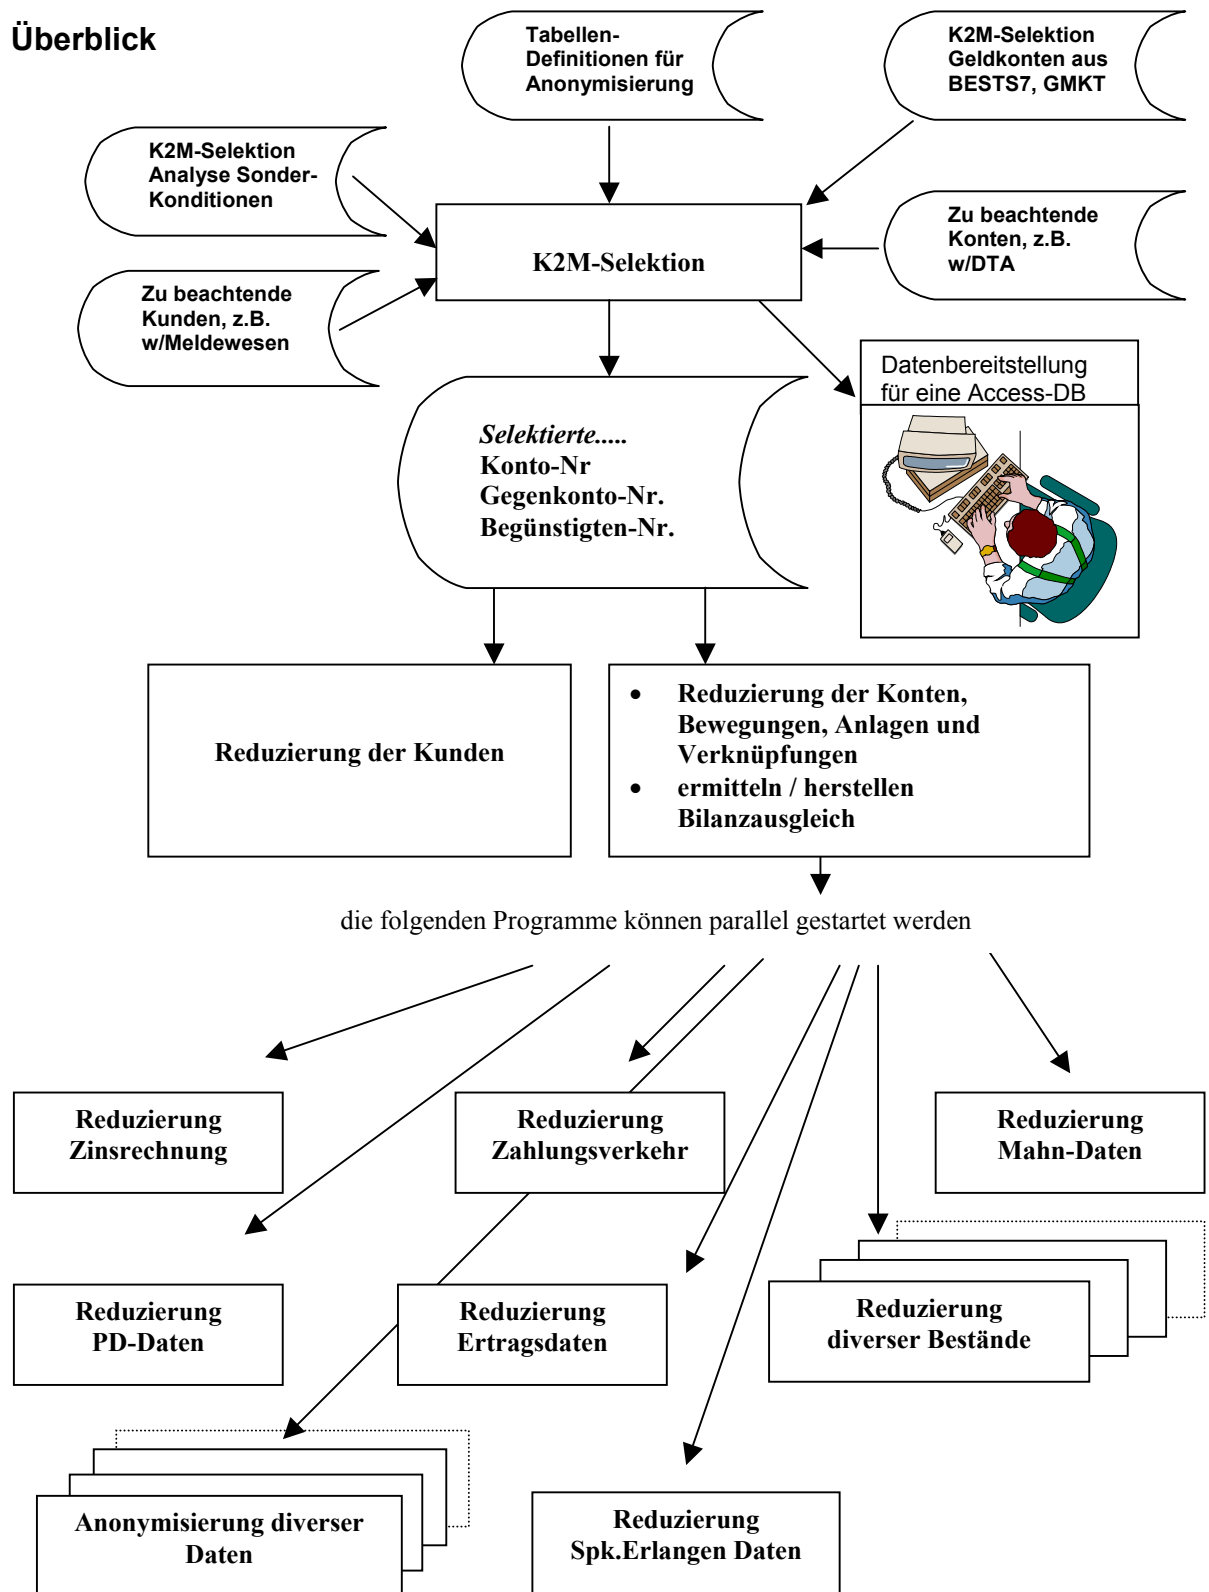 Überblick
Tabellen-
Definitionen für
Anonymisierung
K2M-Selektion
Geldkonten aus
BESTS7, GMKT
K2M-Selektion
Analyse Sonder-
Konditionen
Zu beachtende
Konten, z.B.
w/DTA
K2M-Selektion
Zu beachtende
Kunden, z.B.
w/Meldewesen
Datenbereitstellung
für eine Access-DB
Selektierte.....
Konto-Nr
Gegenkonto-Nr.
Begünstigten-Nr.
Reduzierung der Kunden
• Reduzierung der Konten,
Bewegungen, Anlagen und
Verknüpfungen
• ermitteln / herstellen
Bilanzausgleich
die folgenden Programme können parallel gestartet werden
Reduzierung
Zinsrechnung
Reduzierung
Zahlungsverkehr
Reduzierung
Mahn-Daten
Reduzierung
PD-Daten
Reduzierung
Ertragsdaten
Reduzierung
diverser Bestände
Anonymisierung diverser
Daten
Reduzierung
Spk.Erlangen Daten